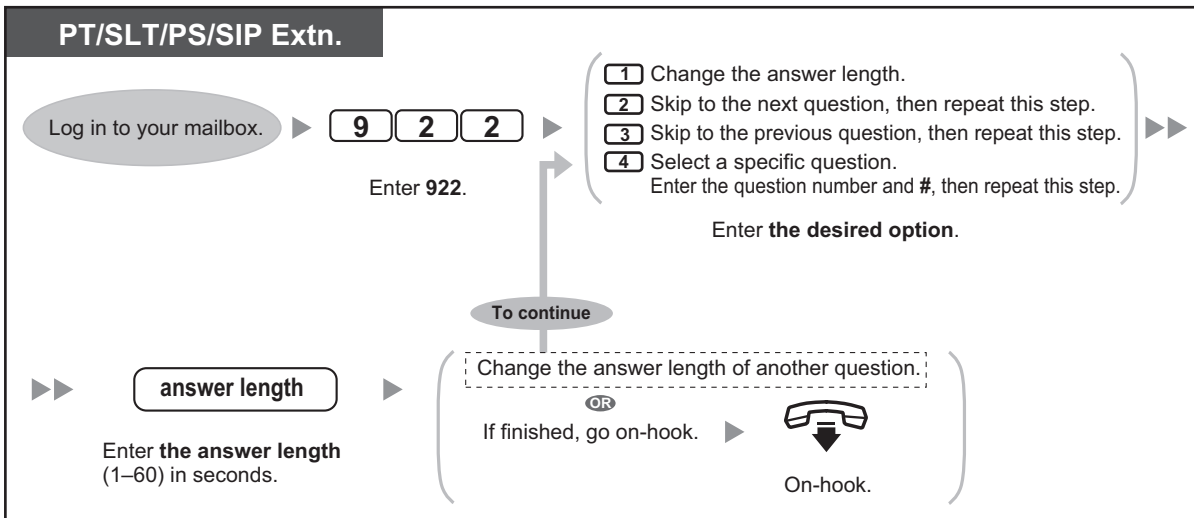 PT/SLT/PS/SIP Extn.
Log in to your mailbox.
9 2 2
Enter 922.
1 Change the answer length.
2 Skip to the next question, then repeat this step.
3 Skip to the previous question, then repeat this step.
4 Select a specific question.
Enter the question number and #, then repeat this step.
Enter the desired option.
To continue
answer length
Enter the answer length
(1–60) in seconds.
Change the answer length of another question.
OR
If finished, go on-hook.
On-hook.